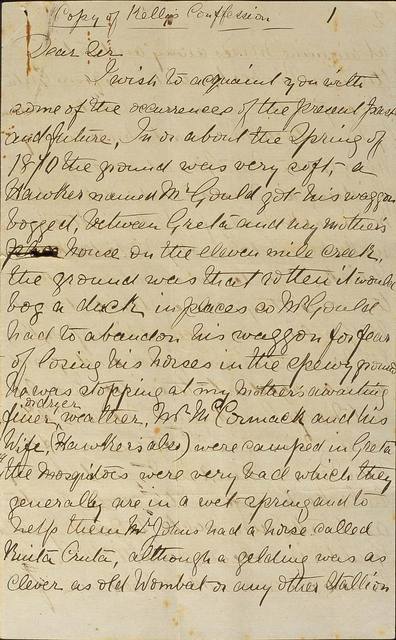 Copy of Kelly's Confession 1
Dear Sir
I wish to acquaint you with
some of the occurrences of the present past
and future, In or about the Spring of
1870 the ground was very soft, a
Hawker named Mr Gould got his waggon
bogged, between Greta and my mother's
house on the eleven mile creek,
the ground was that rotten it would
bog a duck in places so Mr Gould
had to abandon his waggon for fear
of losing his horses in the spewy ground
he was stopping at my mothers awaiting
finer or dryer weather, Mr McCormack and his
wife, (Hawkers also) were camped in Greta
the mosquitoes were very bad which they
generally are in a wet spring and to
help them Mr Johns had a horse called
Ruita Cruta, although a gelding was as
clever as old Wombat or any other Stallion